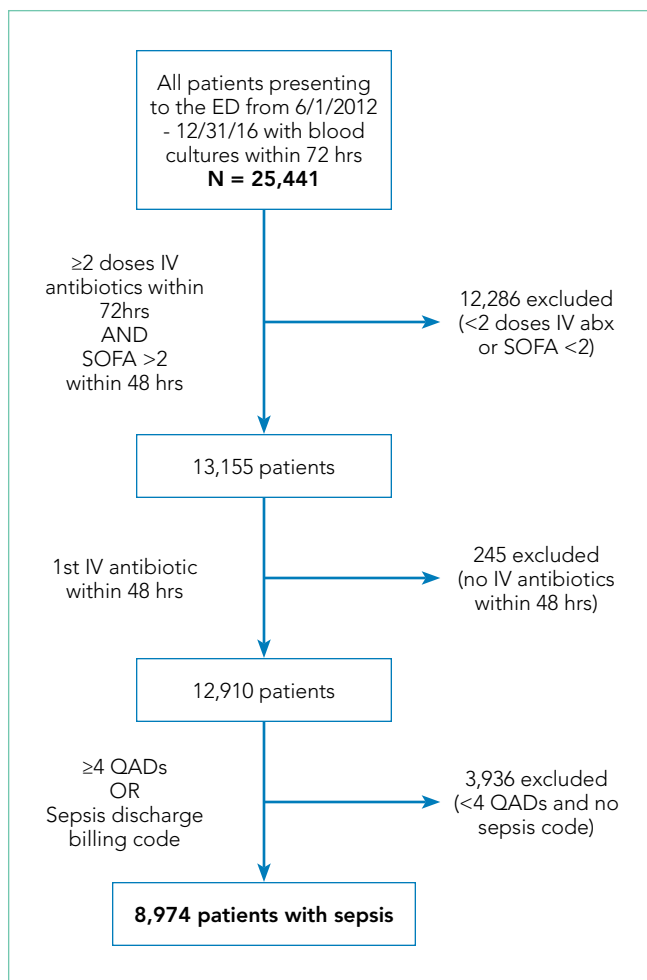 All patients presenting
to the ED from 6/1/2012
- 12/31/16 with blood
cultures within 72 hrs
N = 25,441
≥2 doses IV
antibiotics within
72hrs
AND
SOFA >2
within 48 hrs
12,286 excluded
(<2 doses IV abx
or SOFA <2)
13,155 patients
1st IV antibiotic
within 48 hrs
245 excluded
(no IV antibiotics
within 48 hrs)
12,910 patients
≥4 QADs
OR
Sepsis discharge
billing code
3,936 excluded
(<4 QADs and no
sepsis code)
8,974 patients with sepsis